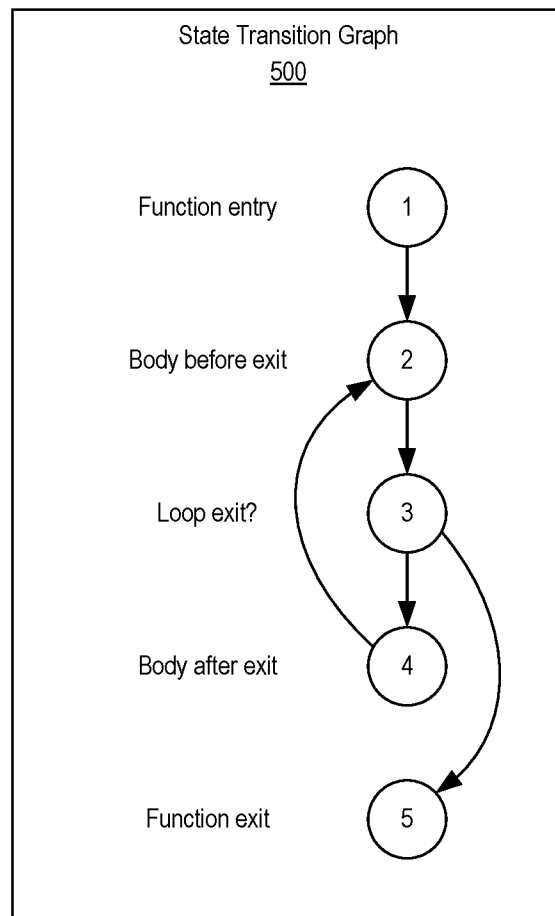 State Transition Graph
500
Function entry
1
Body before exit
2
Loop exit?
3
Body after exit
4
Function exit
5